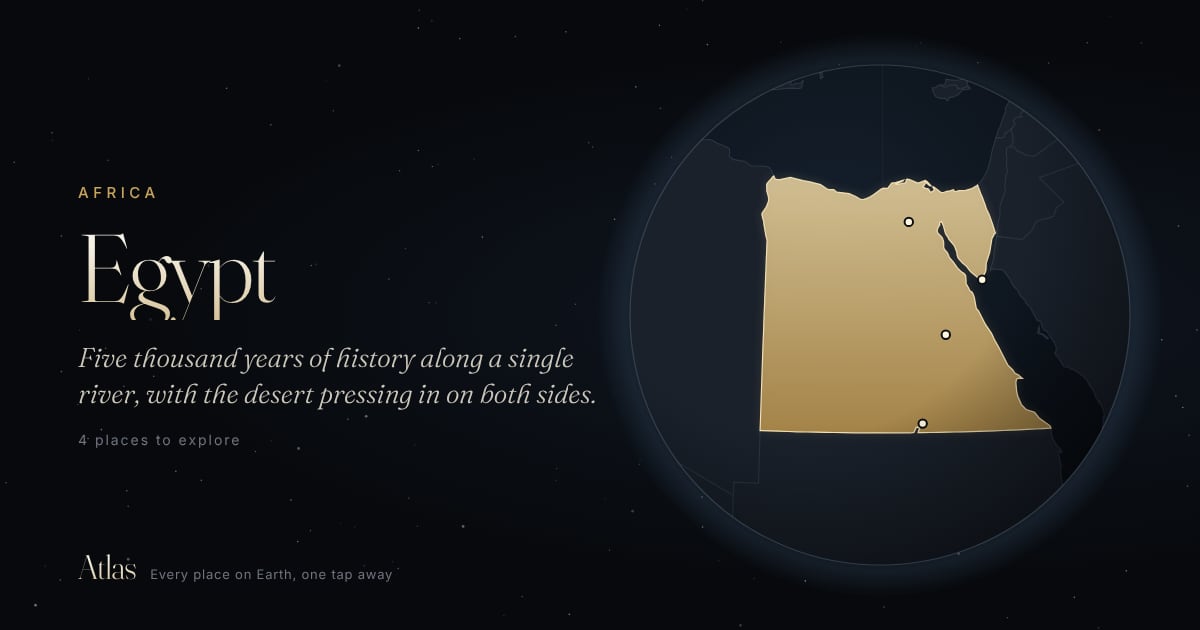 AFRICA
Egypt
Five thousand years of history along a single
river, with the desert pressing in on both sides.
4 places to explore
Atlas Every place on Earth, one tap away